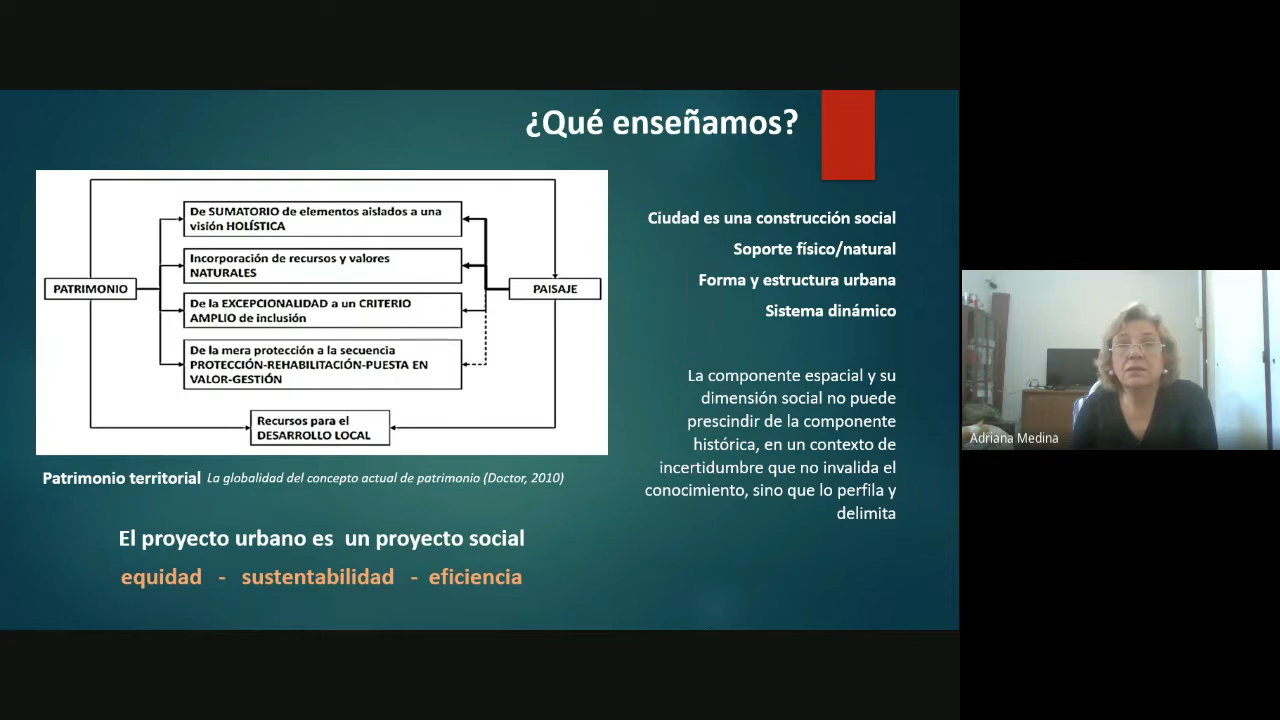 ¿Qué enseñamos?
De SUMATORIO de elementos aislados a una
visión HOLÍSTICA
Incorporación de recursos y valores
NATURALES
PATRIMONIO
PAISAJE
De la EXCEPCIONALIDAD a un CRITERIO
AMPLIO de inclusión
De la mera protección a la secuencia
PROTECCIÓN-REHABILITACIÓN-PUESTA EN
VALOR-GESTIÓN
Recursos para el
DESARROLLO LOCAL
Patrimonio territorial La globalidad del concepto actual de patrimonio (Doctor, 2010)
El proyecto urbano es un proyecto social
equidad - sustentabilidad - eficiencia
Ciudad es una construcción social
Soporte físico/natural
Forma y estructura urbana
Sistema dinámico
La componente espacial y su
dimensión social no puede
prescindir de la componente
histórica, en un contexto de
incertidumbre que no invalida el
conocimiento, sino que lo perfila y
delimita
Adriana Medina